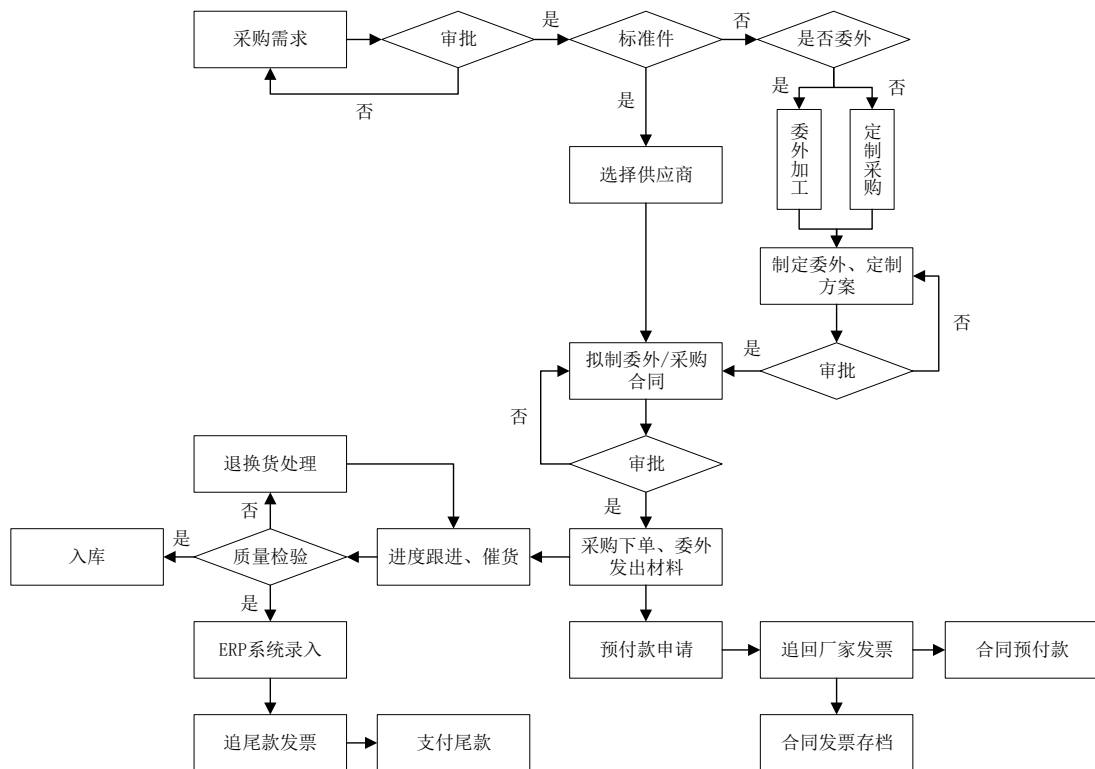 采购需求
审批
是
标准件
否
是否委外
否
是
是
否
委外加工
定制采购
选择供应商
制定委外、定制
方案
否
拟制委外/采购
合同
是
审批
否
审批
退换货处理
否
是
入库
是
质量检验
进度跟进、催货
采购下单、委外
发出材料
是
ERP系统录入
预付款申请
追回厂家发票
合同预付款
追尾款发票
支付尾款
合同发票存档